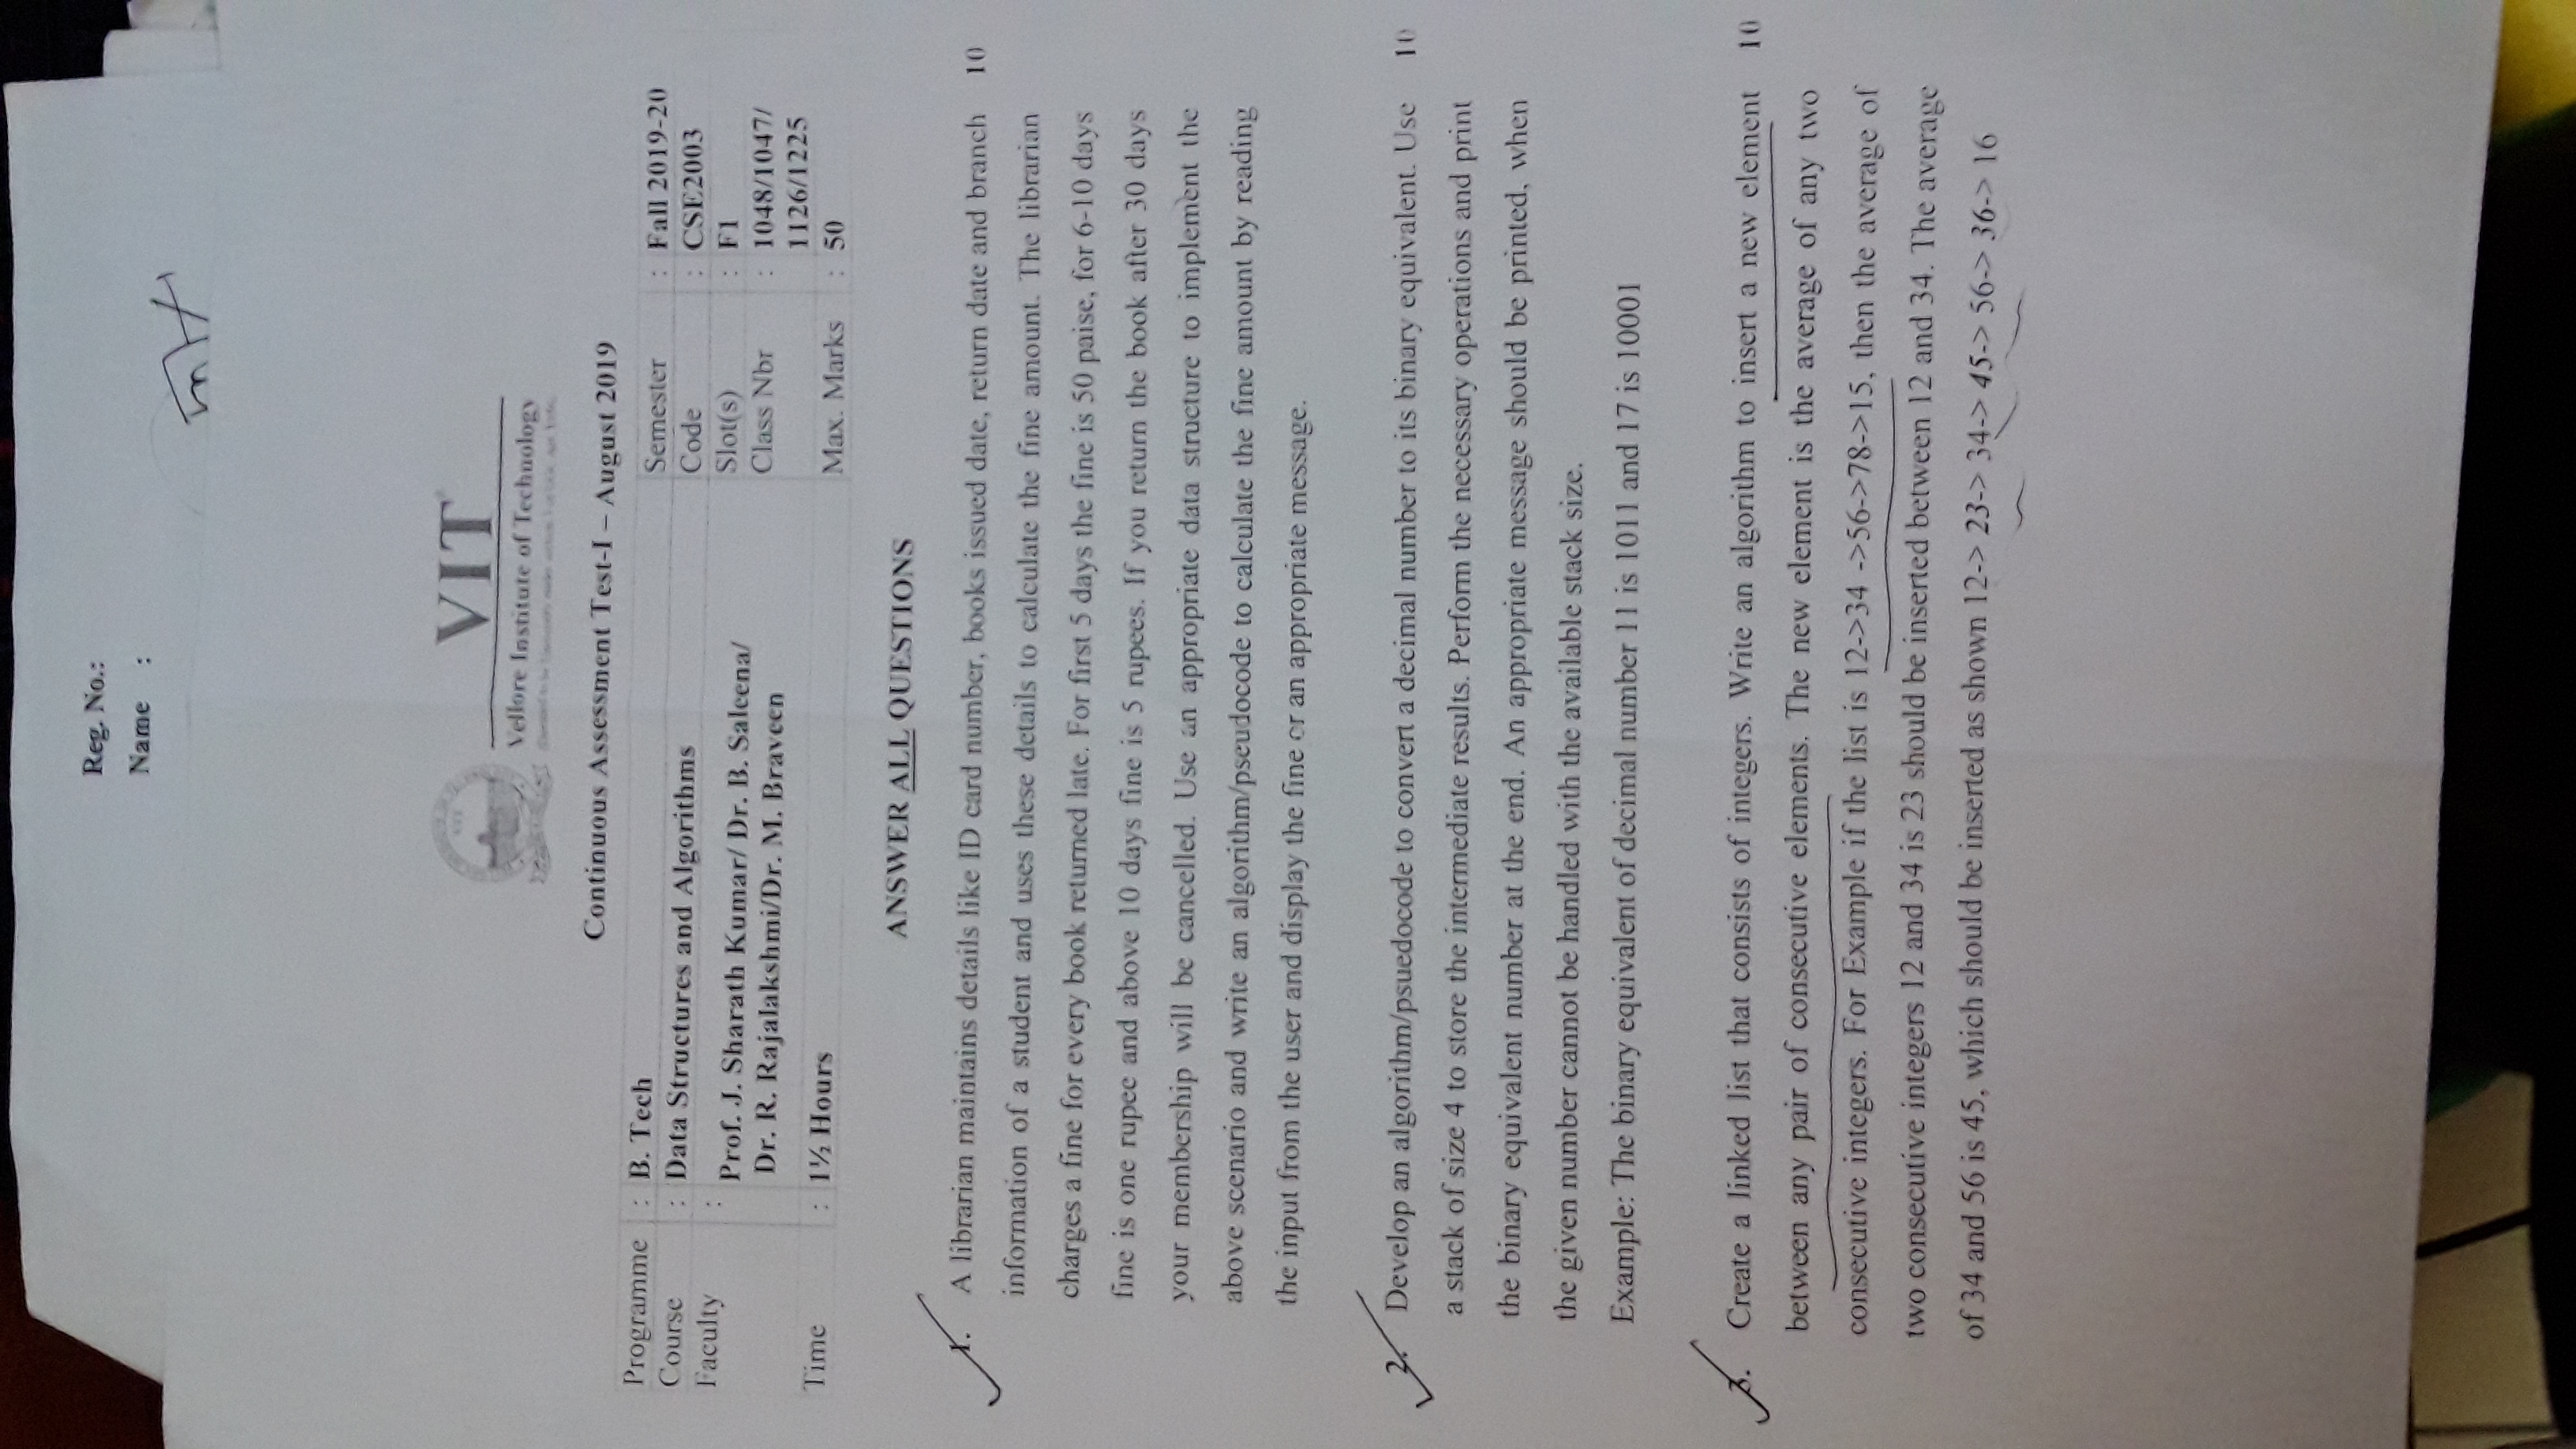 Reg. No.:
Name :
VIT
Vellore Institute of Technology
Continuous Assessment Test-I – August 2019
Programme : B. Tech Semester : Fall 2019-20
Course : Data Structures and Algorithms Code : CSE2003
Faculty : Prof. J. Sharath Kumar/ Dr. B. Saleena/ Slot(s) : F1
Dr. R. Rajalakshmi/Dr. M. Braveen Class Nbr : 1048/1047/
1126/1225
Time : 1½ Hours Max. Marks : 50
ANSWER ALL QUESTIONS
1. A librarian maintains details like ID card number, books issued date, return date and branch 10
information of a student and uses these details to calculate the fine amount. The librarian
charges a fine for every book returned late. For first 5 days the fine is 50 paise, for 6-10 days
fine is one rupee and above 10 days fine is 5 rupees. If you return the book after 30 days
your membership will be cancelled. Use an appropriate data structure to implement the
above scenario and write an algorithm/pseudocode to calculate the fine amount by reading
the input from the user and display the fine or an appropriate message.
2. Develop an algorithm/psuedocode to convert a decimal number to its binary equivalent. Use 10
a stack of size 4 to store the intermediate results. Perform the necessary operations and print
the binary equivalent number at the end. An appropriate message should be printed, when
the given number cannot be handled with the available stack size.
Example: The binary equivalent of decimal number 11 is 1011 and 17 is 10001
3. Create a linked list that consists of integers. Write an algorithm to insert a new element 10
between any pair of consecutive elements. The new element is the average of any two
consecutive integers. For Example if the list is 12->34 ->56->78->15, then the average of
two consecutive integers 12 and 34 is 23 should be inserted between 12 and 34. The average
of 34 and 56 is 45, which should be inserted as shown 12-> 23-> 34-> 45-> 56-> 36-> 16